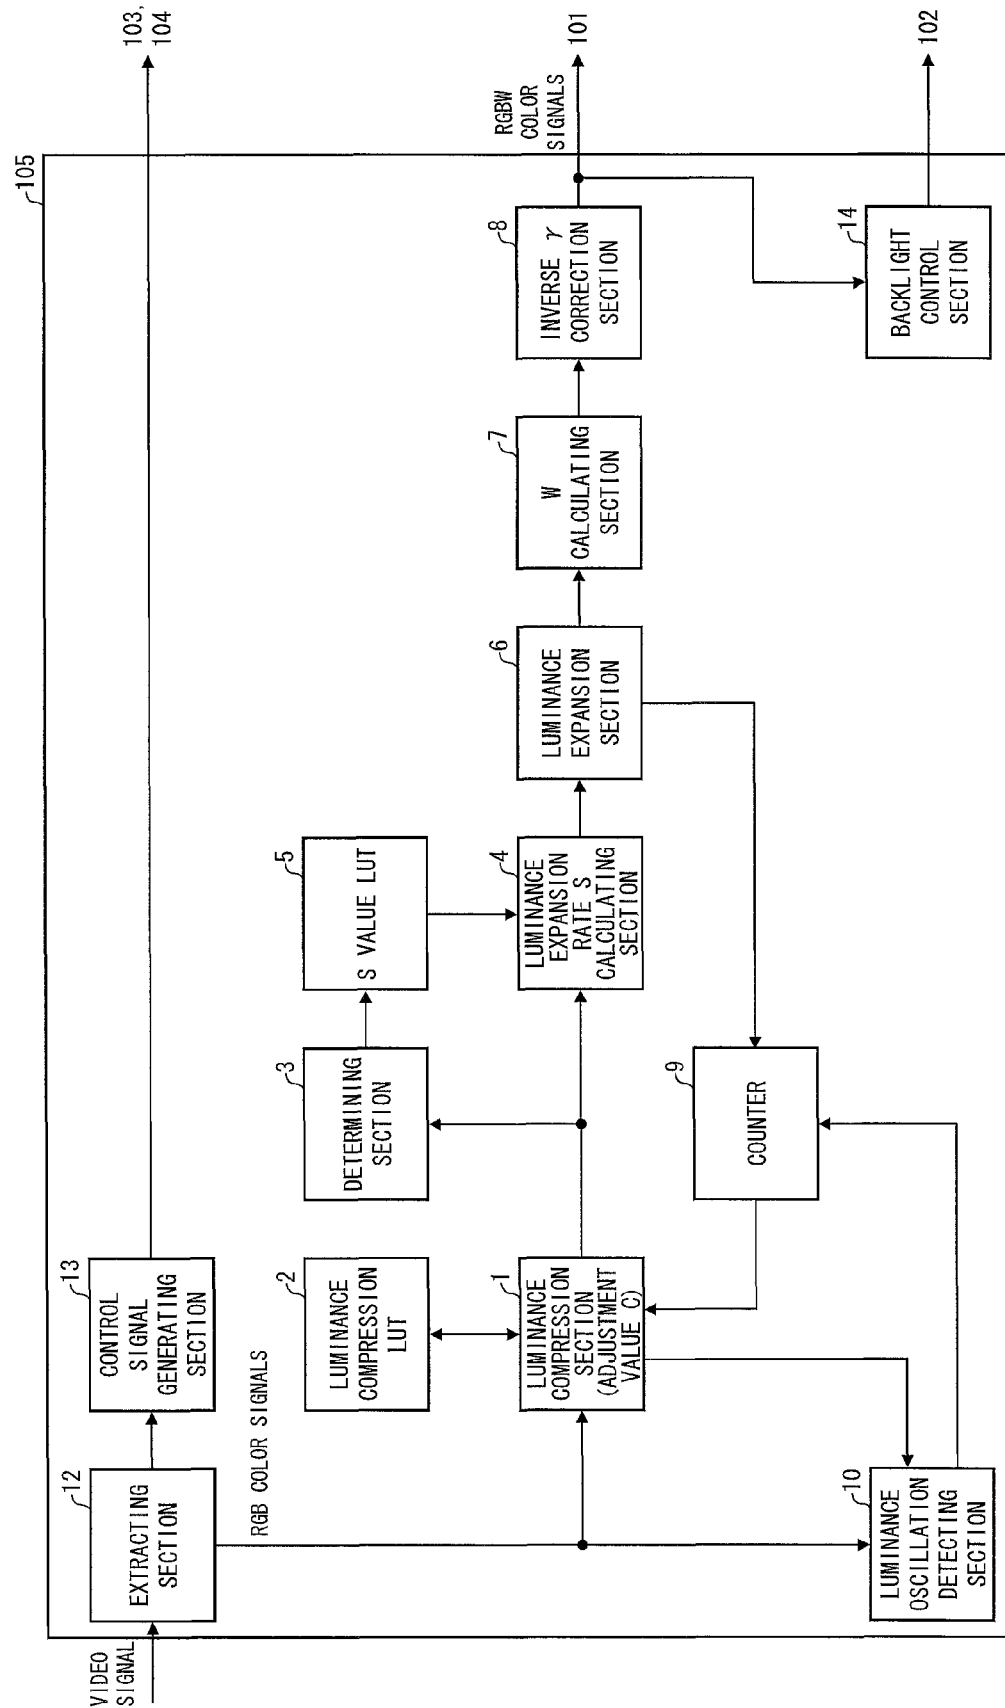 105
VIDEO
SIGNAL
12
EXTRACTING
SECTION
13
CONTROL
SIGNAL
GENERATING
SECTION
103,
104
RGB COLOR SIGNALS
2
LUMINANCE
COMPRESSION
LUT
3
DETERMINING
SECTION
5
S VALUE LUT
1
LUMINANCE
COMPRESSION
SECTION
(ADJUSTMENT
VALUE C)
4
LUMINANCE
EXPANSION
RATE S
CALCULATING
SECTION
6
LUMINANCE
EXPANSION
SECTION
7
W
CALCULATING
SECTION
8
INVERSE γ
CORRECTION
SECTION
RGBW
COLOR
SIGNALS
101
10
LUMINANCE
OSCILLATION
DETECTING
SECTION
9
COUNTER
14
BACKLIGHT
CONTROL
SECTION
102